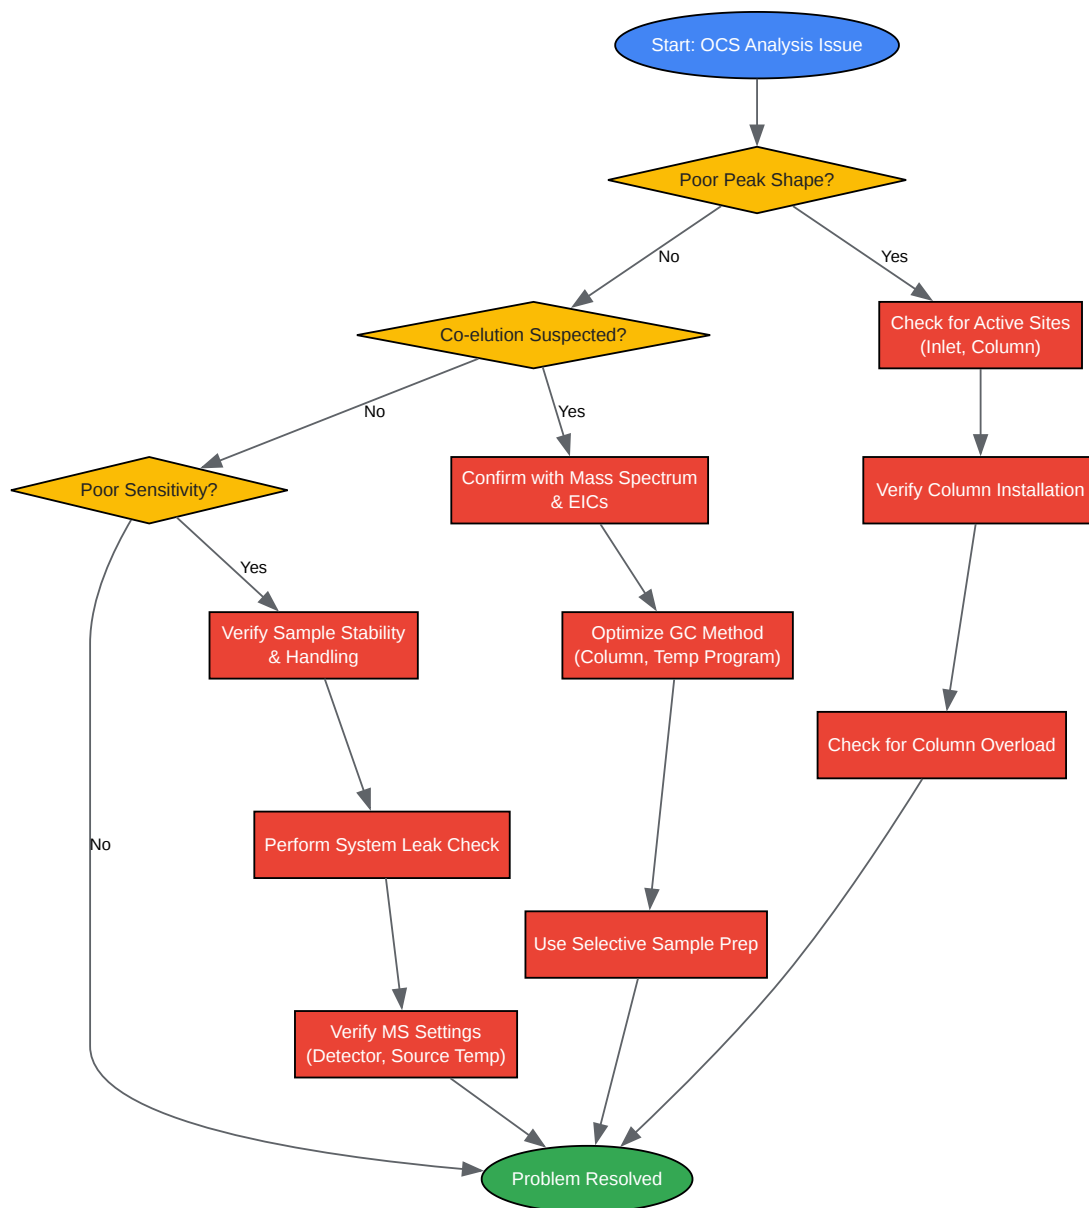 Start: OCS Analysis Issue
Poor Peak Shape?
No
Yes
Co-elution Suspected?
Check for Active Sites
(Inlet, Column)
No
Yes
Poor Sensitivity?
Confirm with Mass Spectrum
& EICs
Verify Column Installation
Yes
Verify Sample Stability
& Handling
Optimize GC Method
(Column, Temp Program)
Check for Column Overload
No
Perform System Leak Check
Use Selective Sample Prep
Verify MS Settings
(Detector, Source Temp)
Problem Resolved